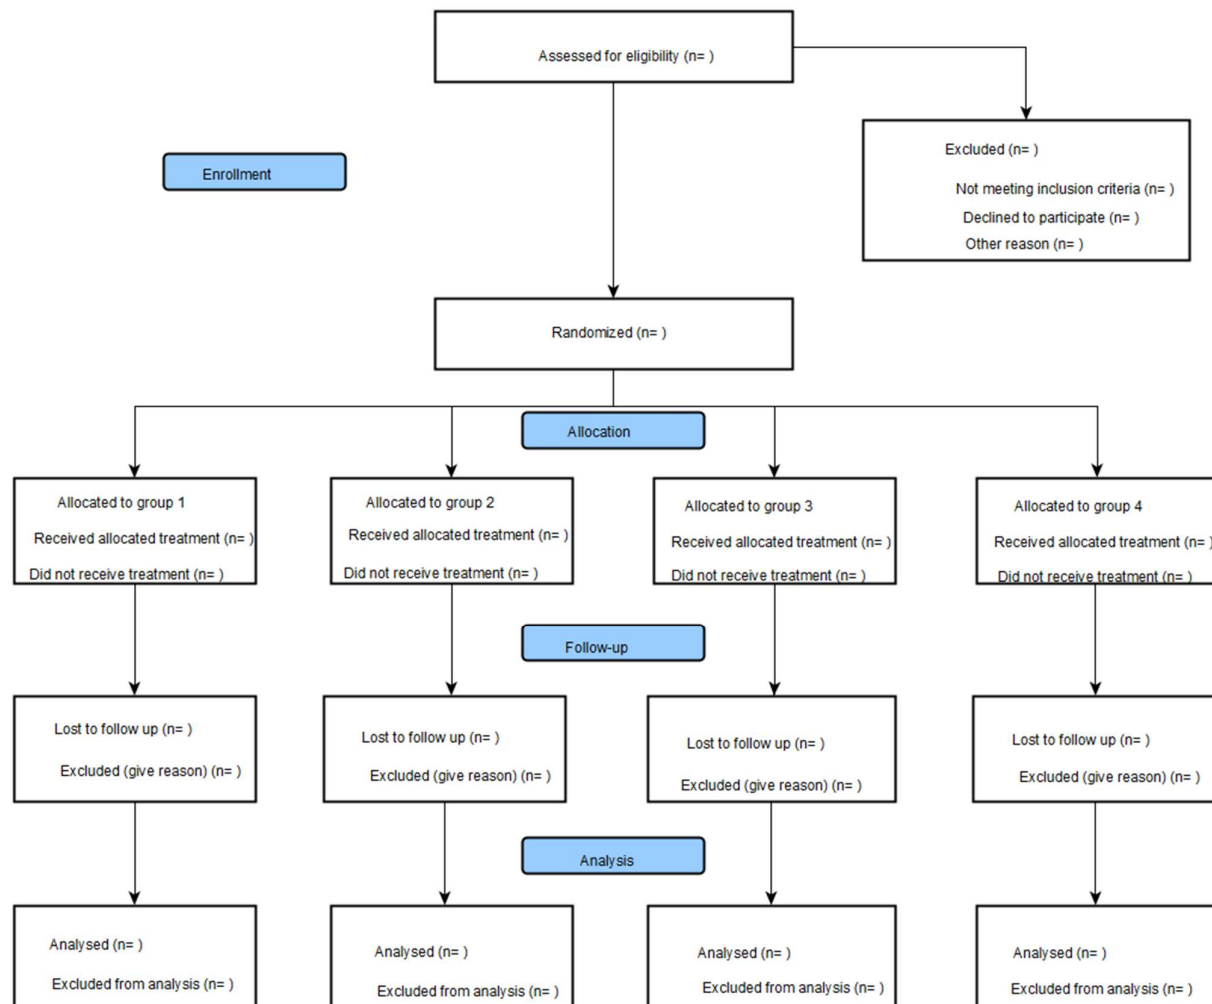 Assessed for eligibility (n= )
Enrollment
Excluded (n= )
Not meeting inclusion criteria (n= )
Declined to participate (n= )
Other reason (n= )
Randomized (n= )
Allocation
Allocated to group 1
Received allocated treatment (n= )
Did not receive treatment (n= )
Allocated to group 2
Received allocated treatment (n= )
Did not receive treatment (n= )
Allocated to group 3
Received allocated treatment (n= )
Did not receive treatment (n= )
Allocated to group 4
Received allocated treatment (n= )
Did not receive treatment (n= )
Follow-up
Lost to follow up (n= )
Excluded (give reason) (n= )
Lost to follow up (n= )
Excluded (give reason) (n= )
Lost to follow up (n= )
Excluded (give reason) (n= )
Lost to follow up (n= )
Excluded (give reason) (n= )
Analysis
Analysed (n= )
Excluded from analysis (n= )
Analysed (n= )
Excluded from analysis (n= )
Analysed (n= )
Excluded from analysis (n= )
Analysed (n= )
Excluded from analysis (n= )